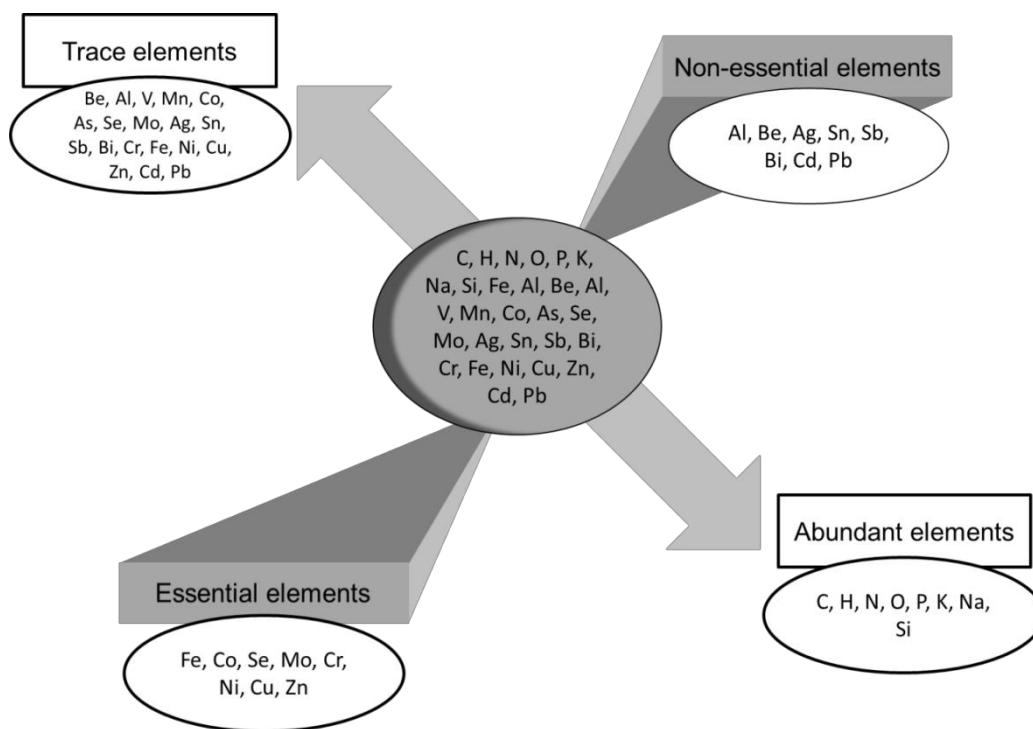 Trace elements
Be, Al, V, Mn, Co,
As, Se, Mo, Ag, Sn,
Sb, Bi, Cr, Fe, Ni, Cu,
Zn, Cd, Pb
Non-essential elements
Al, Be, Ag, Sn, Sb,
Bi, Cd, Pb
C, H, N, O, P, K,
Na, Si, Fe, Al, Be, Al,
V, Mn, Co, As, Se,
Mo, Ag, Sn, Sb, Bi,
Cr, Fe, Ni, Cu, Zn,
Cd, Pb
Essential elements
Fe, Co, Se, Mo, Cr,
Ni, Cu, Zn
Abundant elements
C, H, N, O, P, K, Na,
Si